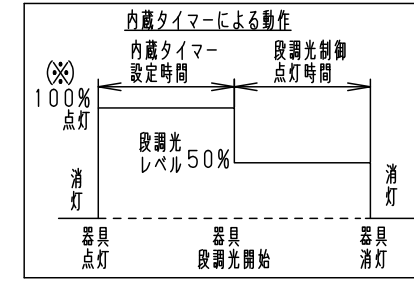 内蔵タイマーによる動作
内蔵タイマー
設定時間
段調光制御
点灯時間
(※)
100%
点灯
段調光
レベル50%
消
灯
消
灯
器具
点灯
器具
段調光開始
器具
消灯